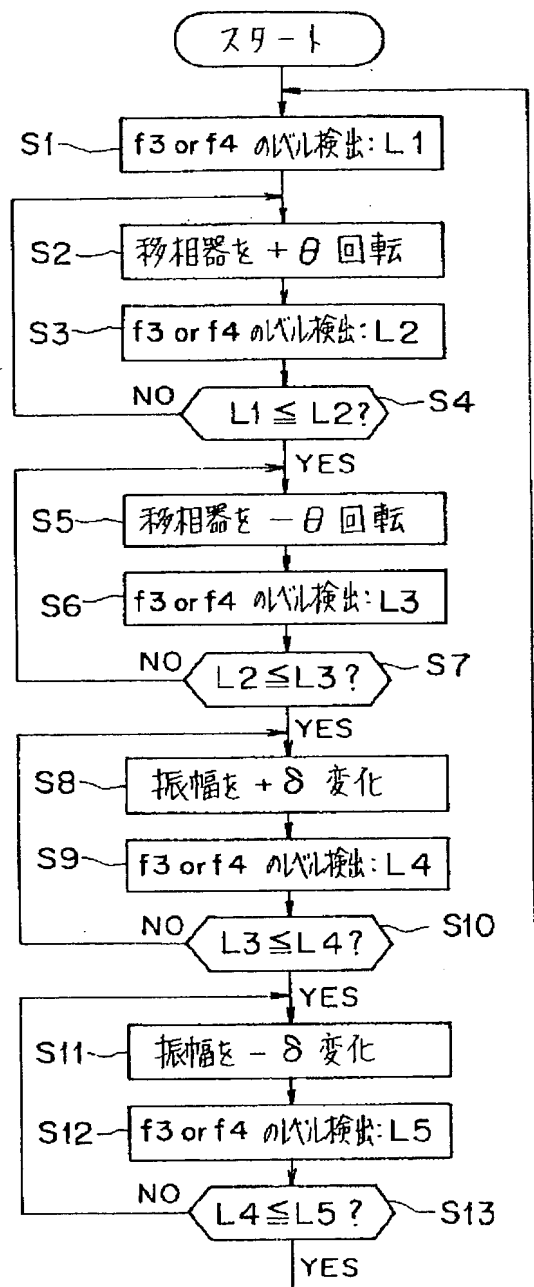 スタート
S1
f3 or f4 のレベル検出:L1
S2
移相器を +θ 回転
S3
f3 or f4 のレベル検出:L2
NO
L1≦L2?
S4
YES
S5
移相器を -θ 回転
S6
f3 or f4 のレベル検出:L3
NO
L2≦L3?
S7
YES
S8
振幅を +δ 変化
S9
f3 or f4 のレベル検出:L4
NO
L3≦L4?
S10
YES
S11
振幅を -δ 変化
S12
f3 or f4 のレベル検出:L5
NO
L4≦L5?
S13
YES